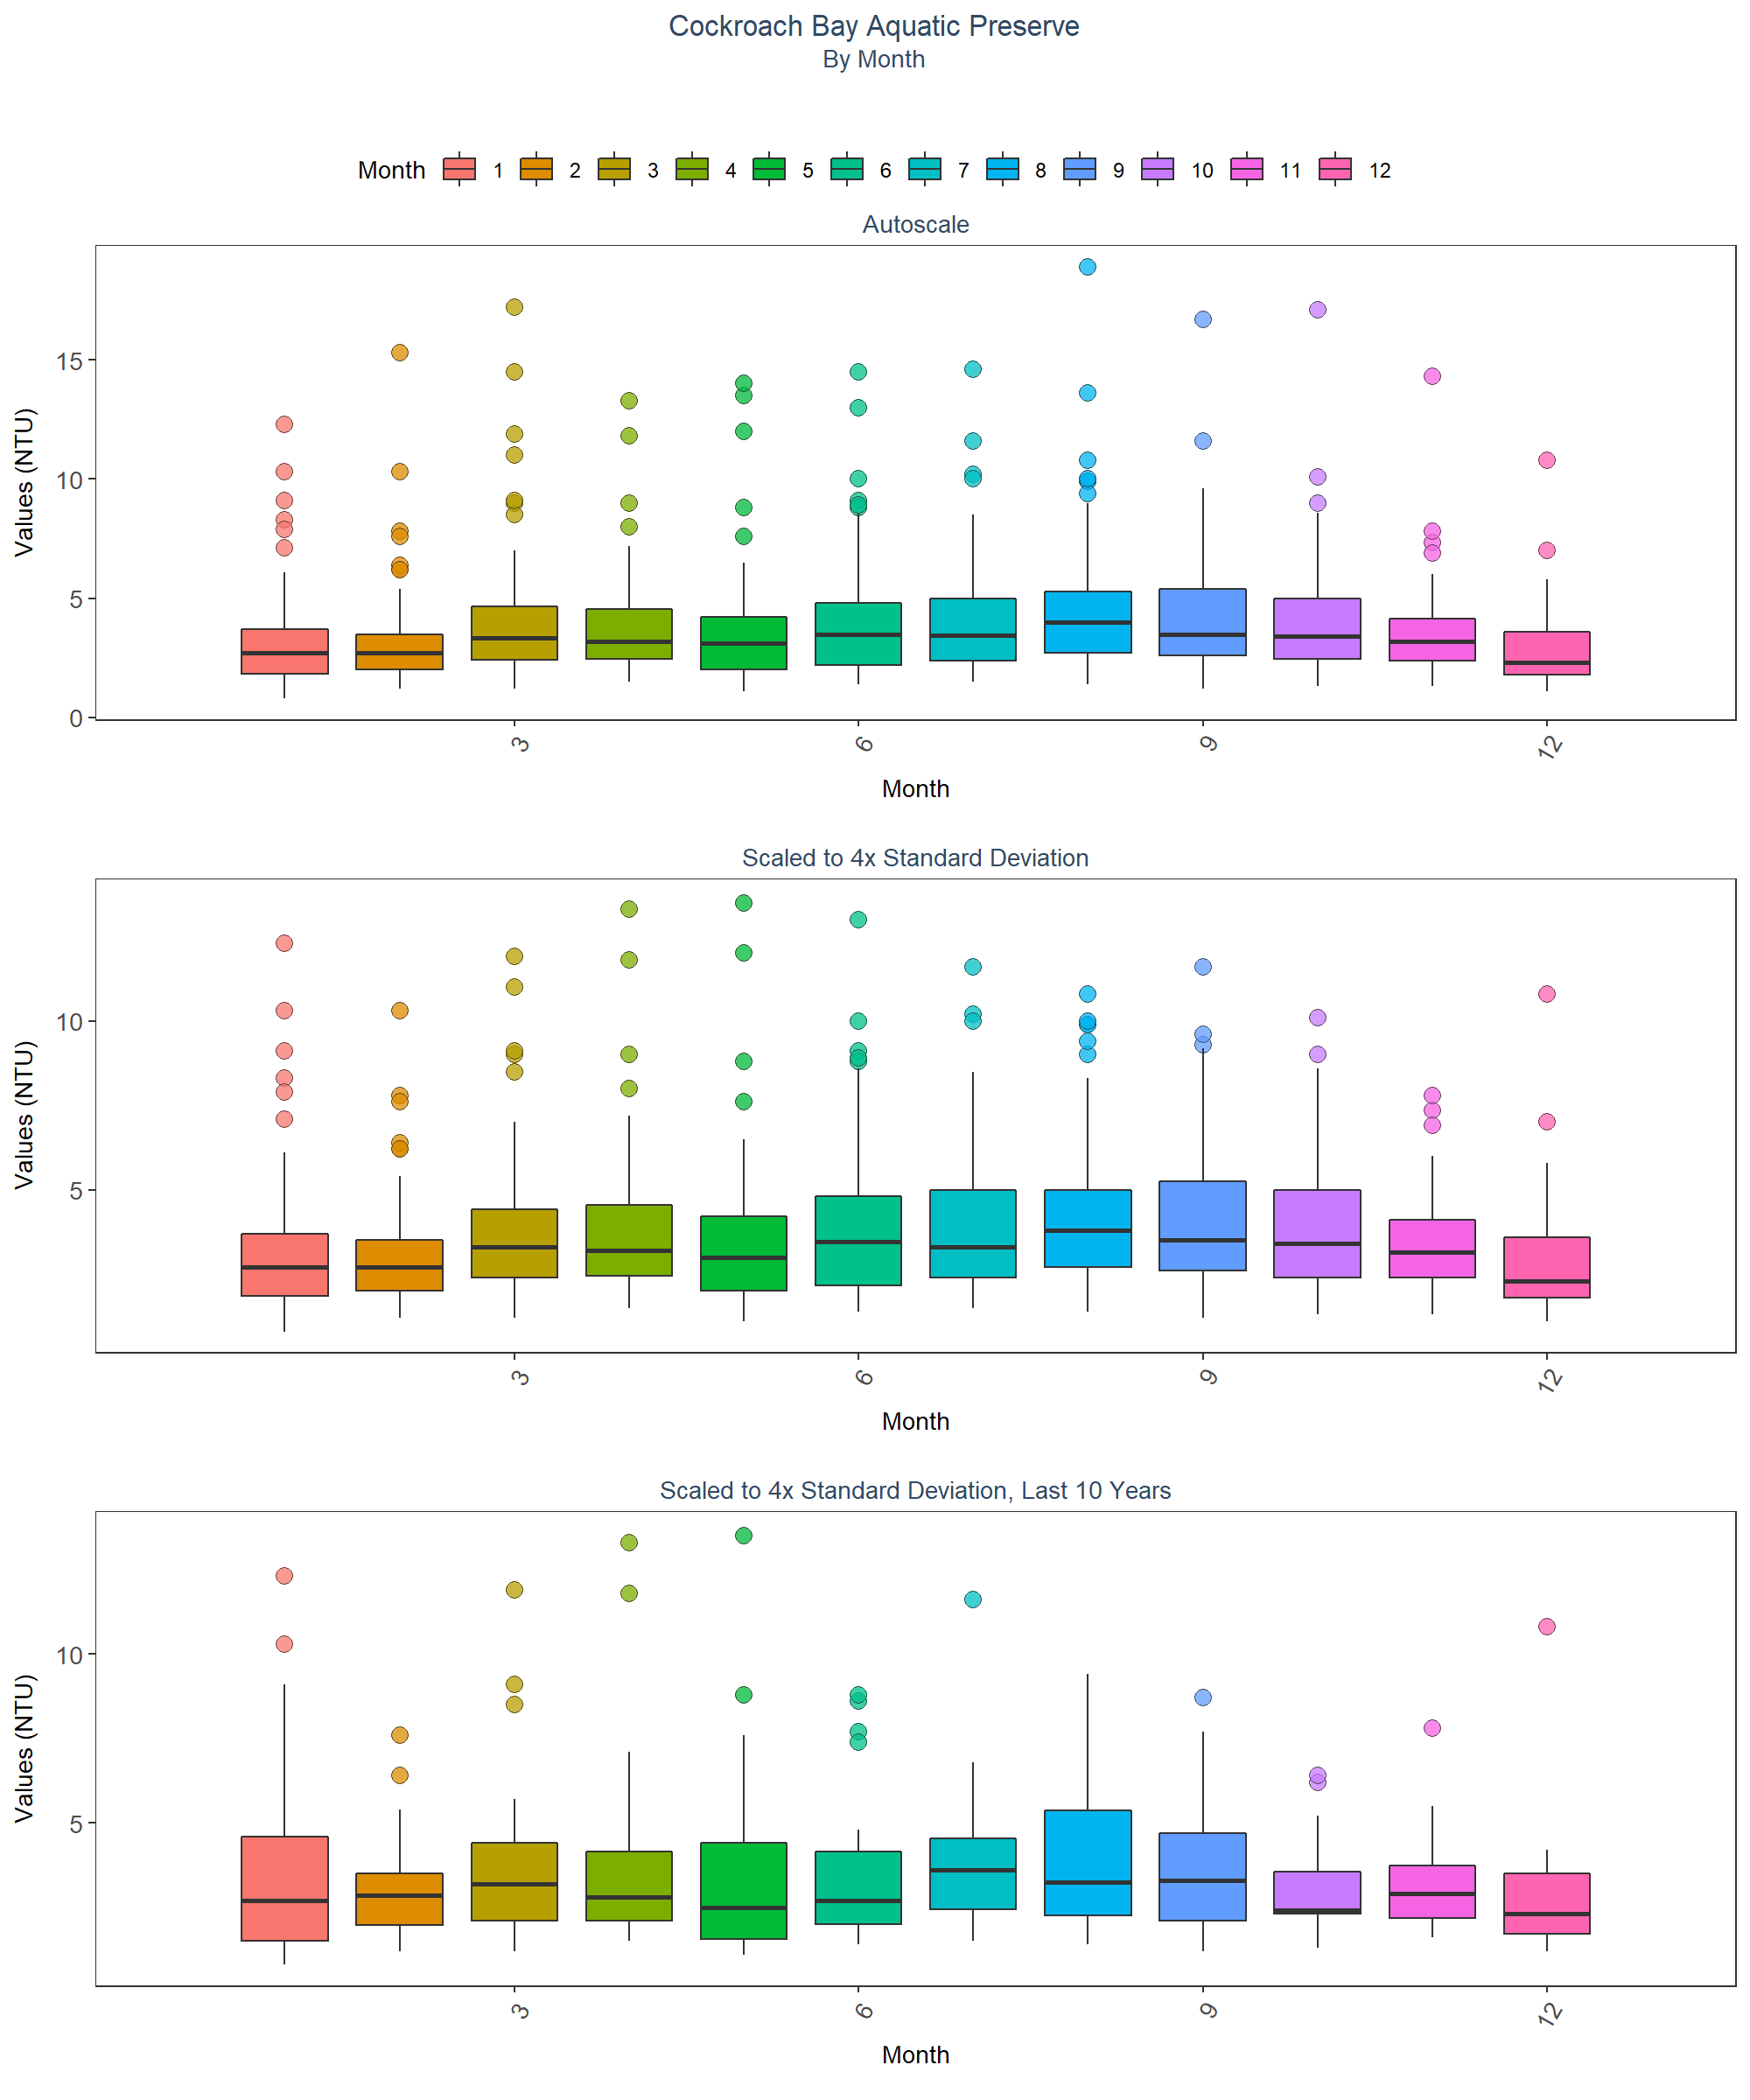 Cockroach Bay Aquatic Preserve
By Month
Month 1 2 3 4 5 6 7 8 9 10 11 12
Autoscale
Values (NTU)
15
10
5
0
3 6 9 12
Month
Scaled to 4x Standard Deviation
Values (NTU)
10
5
3 6 9 12
Month
Scaled to 4x Standard Deviation, Last 10 Years
Values (NTU)
10
5
3 6 9 12
Month